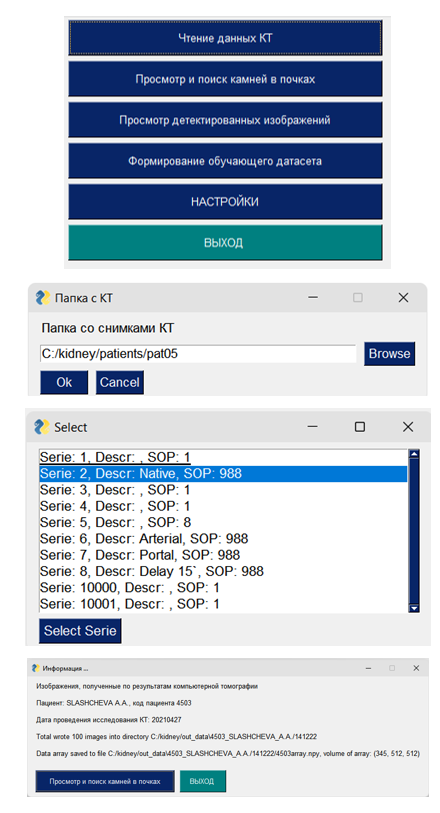 Чтение данных КТ
Просмотр и поиск камней в почках
Просмотр детектированных изображений
Формирование обучающего датасета
НАСТРОЙКИ
ВЫХОД
Папка с КТ
Папка со снимками КТ
C:/kidney/patients/pat05
Browse
Ok Cancel
Select
Serie: 1, Descr: , SOP: 1
Serie: 2, Descr: Native, SOP: 988
Serie: 3, Descr: , SOP: 1
Serie: 4, Descr: , SOP: 1
Serie: 5, Descr: , SOP: 8
Serie: 6, Descr: Arterial, SOP: 988
Serie: 7, Descr: Portal, SOP: 988
Serie: 8, Descr: Delay 15`, SOP: 988
Serie: 10000, Descr: , SOP: 1
Serie: 10001, Descr: , SOP: 1
Select Serie
Информация ...
Изображения, полученные по результатам компьютерной томографии
Пациент: SLASHCHEVA A.A., код пациента 4503
Дата проведения исследования КТ: 20210427
Total wrote 100 images into directory C:/kidney/out_data\4503_SLASHCHEVA_A.A./141222
Data array saved to file C:/kidney/out_data\4503_SLASHCHEVA_A.A./141222/4503array.npy, volume of array: (345, 512, 512)
Просмотр и поиск камней в почках ВЫХОД